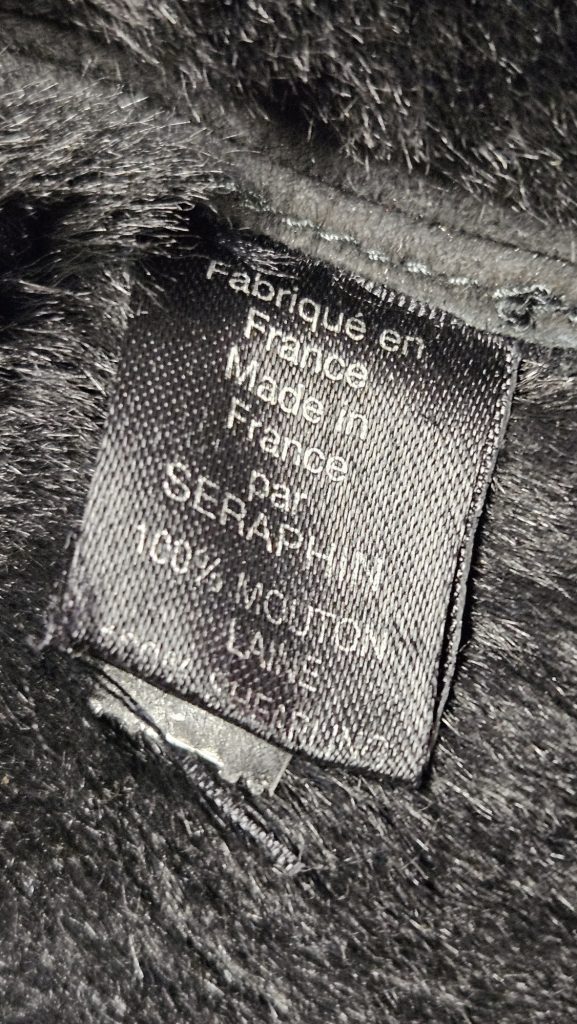 Fabriqué en
France
Made in
France
par
SERAPHIN
100% MOUTON
LAINE